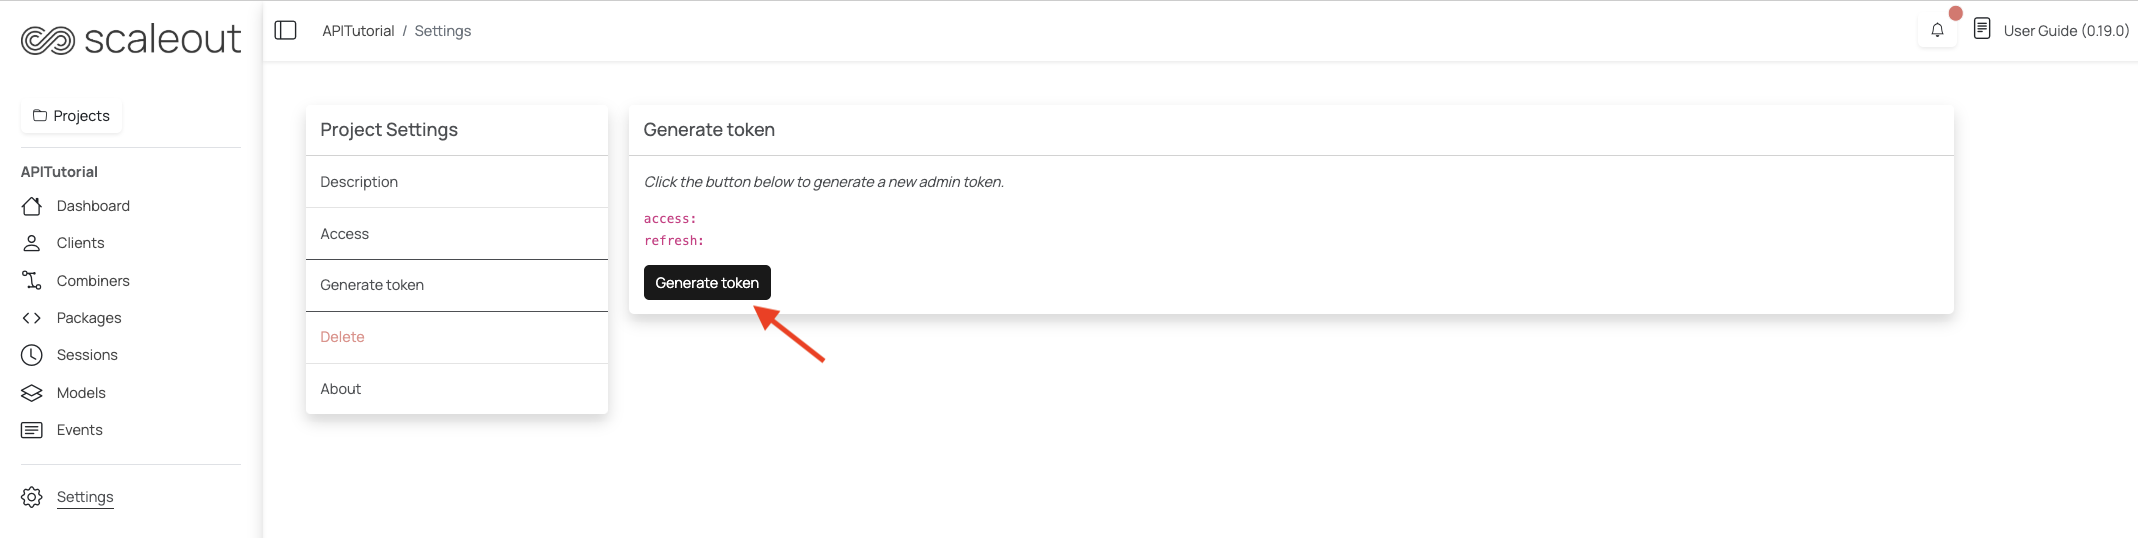 scaleout
APITutorial / Settings
User Guide (0.19.0)
Projects
APITutorial
Dashboard
Clients
Combiners
Packages
Sessions
Models
Events
Settings
Project Settings
Description
Access
Generate token
Delete
About
Generate token
Click the button below to generate a new admin token.
access:
refresh:
Generate token